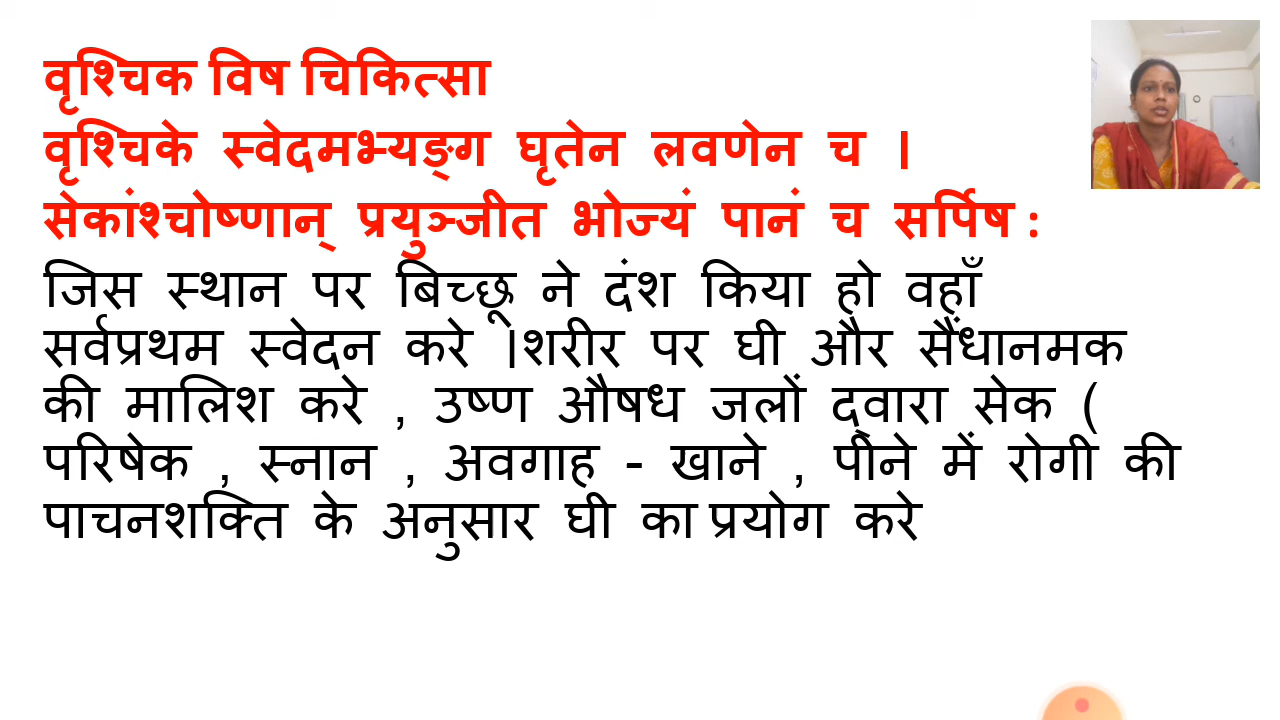 वृश्चिक विष चिकित्सा
वृश्चिके स्वेदमभ्यङ्ग घृतेन लवणेन च ।
सेकांश्चोष्णान् प्रयुञ्जीत भोज्यं पानं च सर्पिष :
जिस स्थान पर बिच्छू ने दंश किया हो वहाँ
सर्वप्रथम स्वेदन करे ।शरीर पर घी और सैंधानमक
की मालिश करे , उष्ण औषध जलों द्वारा सेक (
परिषेक , स्नान , अवगाह - खाने , पीने में रोगी की
पाचनशक्ति के अनुसार घी का प्रयोग करे